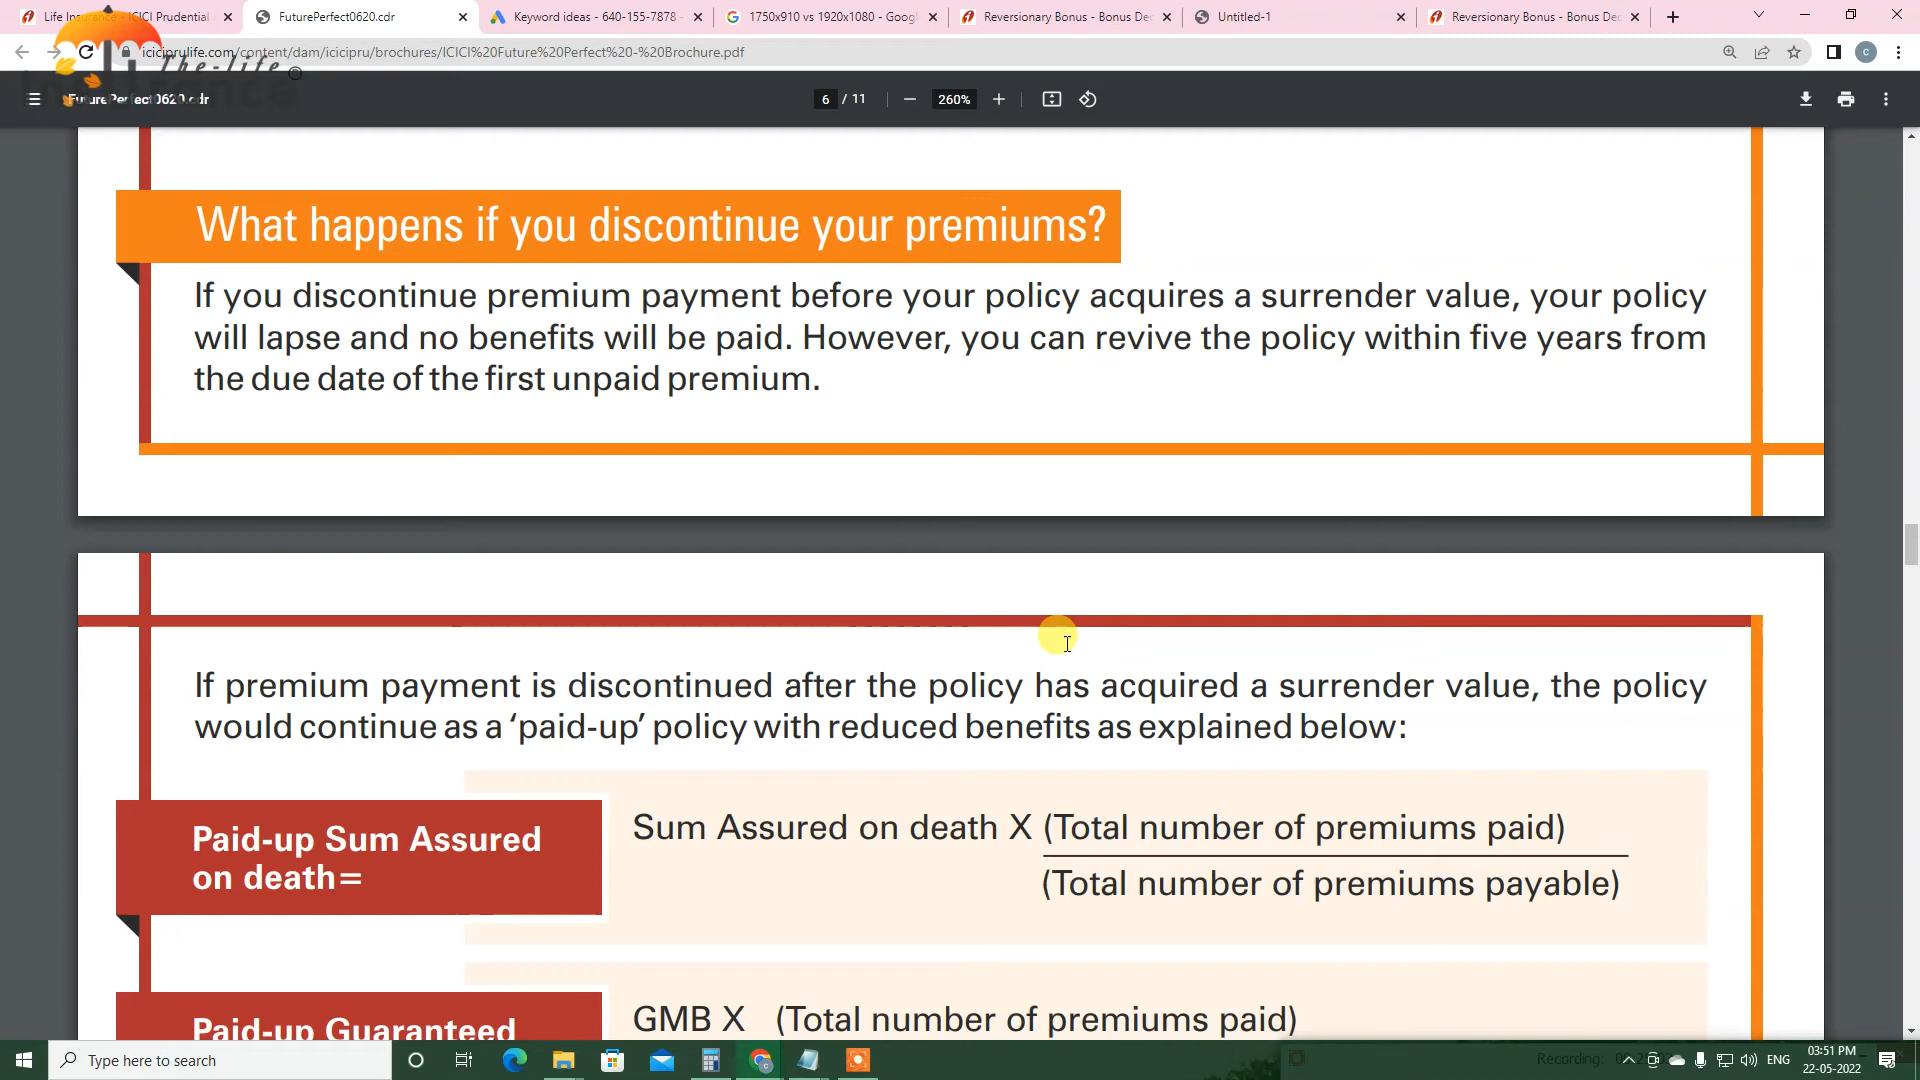 Life Insurance - ICICI Prudential
FuturePerfect0620.cdr
Keyword ideas - 640-155-7878 -
1750x910 vs 1920x1080 - Goog
Reversionary Bonus - Bonus Dec
Untitled-1
Reversionary Bonus - Bonus Dec
iciciprulife.com/content/dam/icicipru/brochures/ICICI%20Future%20Perfect%20-%20Brochure.pdf
The-life
FuturePerfect0620.cdr
6 / 11
260%
What happens if you discontinue your premiums?
If you discontinue premium payment before your policy acquires a surrender value, your policy
will lapse and no benefits will be paid. However, you can revive the policy within five years from
the due date of the first unpaid premium.
If premium payment is discontinued after the policy has acquired a surrender value, the policy
would continue as a ‘paid-up’ policy with reduced benefits as explained below:
Paid-up Sum Assured
on death=
Sum Assured on death X (Total number of premiums paid)
(Total number of premiums payable)
Paid-up Guaranteed
GMB X (Total number of premiums paid)
Type here to search
Recording:
ENG
03:51 PM
22-05-2022